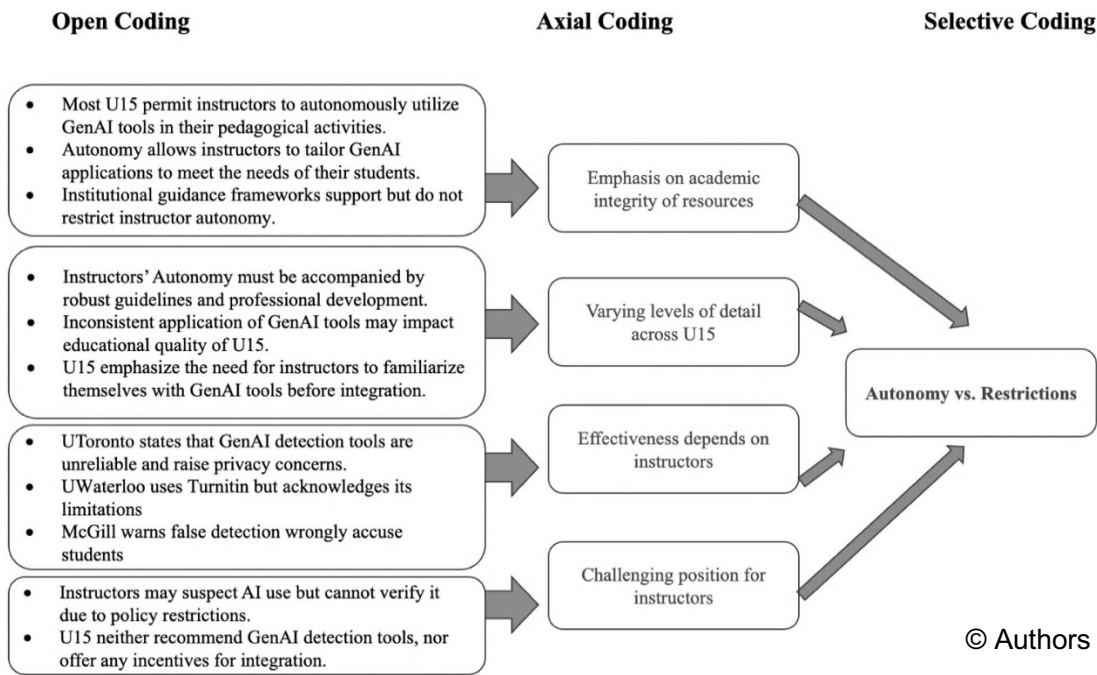 Open Coding
Axial Coding
Selective Coding
• Most U15 permit instructors to autonomously utilize
GenAI tools in their pedagogical activities.
• Autonomy allows instructors to tailor GenAI
applications to meet the needs of their students.
• Institutional guidance frameworks support but do not
restrict instructor autonomy.
Emphasis on academic
integrity of resources
• Instructors' Autonomy must be accompanied by
robust guidelines and professional development.
• Inconsistent application of GenAI tools may impact
educational quality of U15.
• U15 emphasize the need for instructors to familiarize
themselves with GenAI tools before integration.
Varying levels of detail
across U15
• UToronto states that GenAI detection tools are
unreliable and raise privacy concerns.
• UWaterloo uses Turnitin but acknowledges its
limitations
• McGill warns false detection wrongly accuse
students
Effectiveness depends on
instructors
• Instructors may suspect AI use but cannot verify it
due to policy restrictions.
• U15 neither recommend GenAI detection tools, nor
offer any incentives for integration.
Challenging position for
instructors
Autonomy vs. Restrictions
© Authors